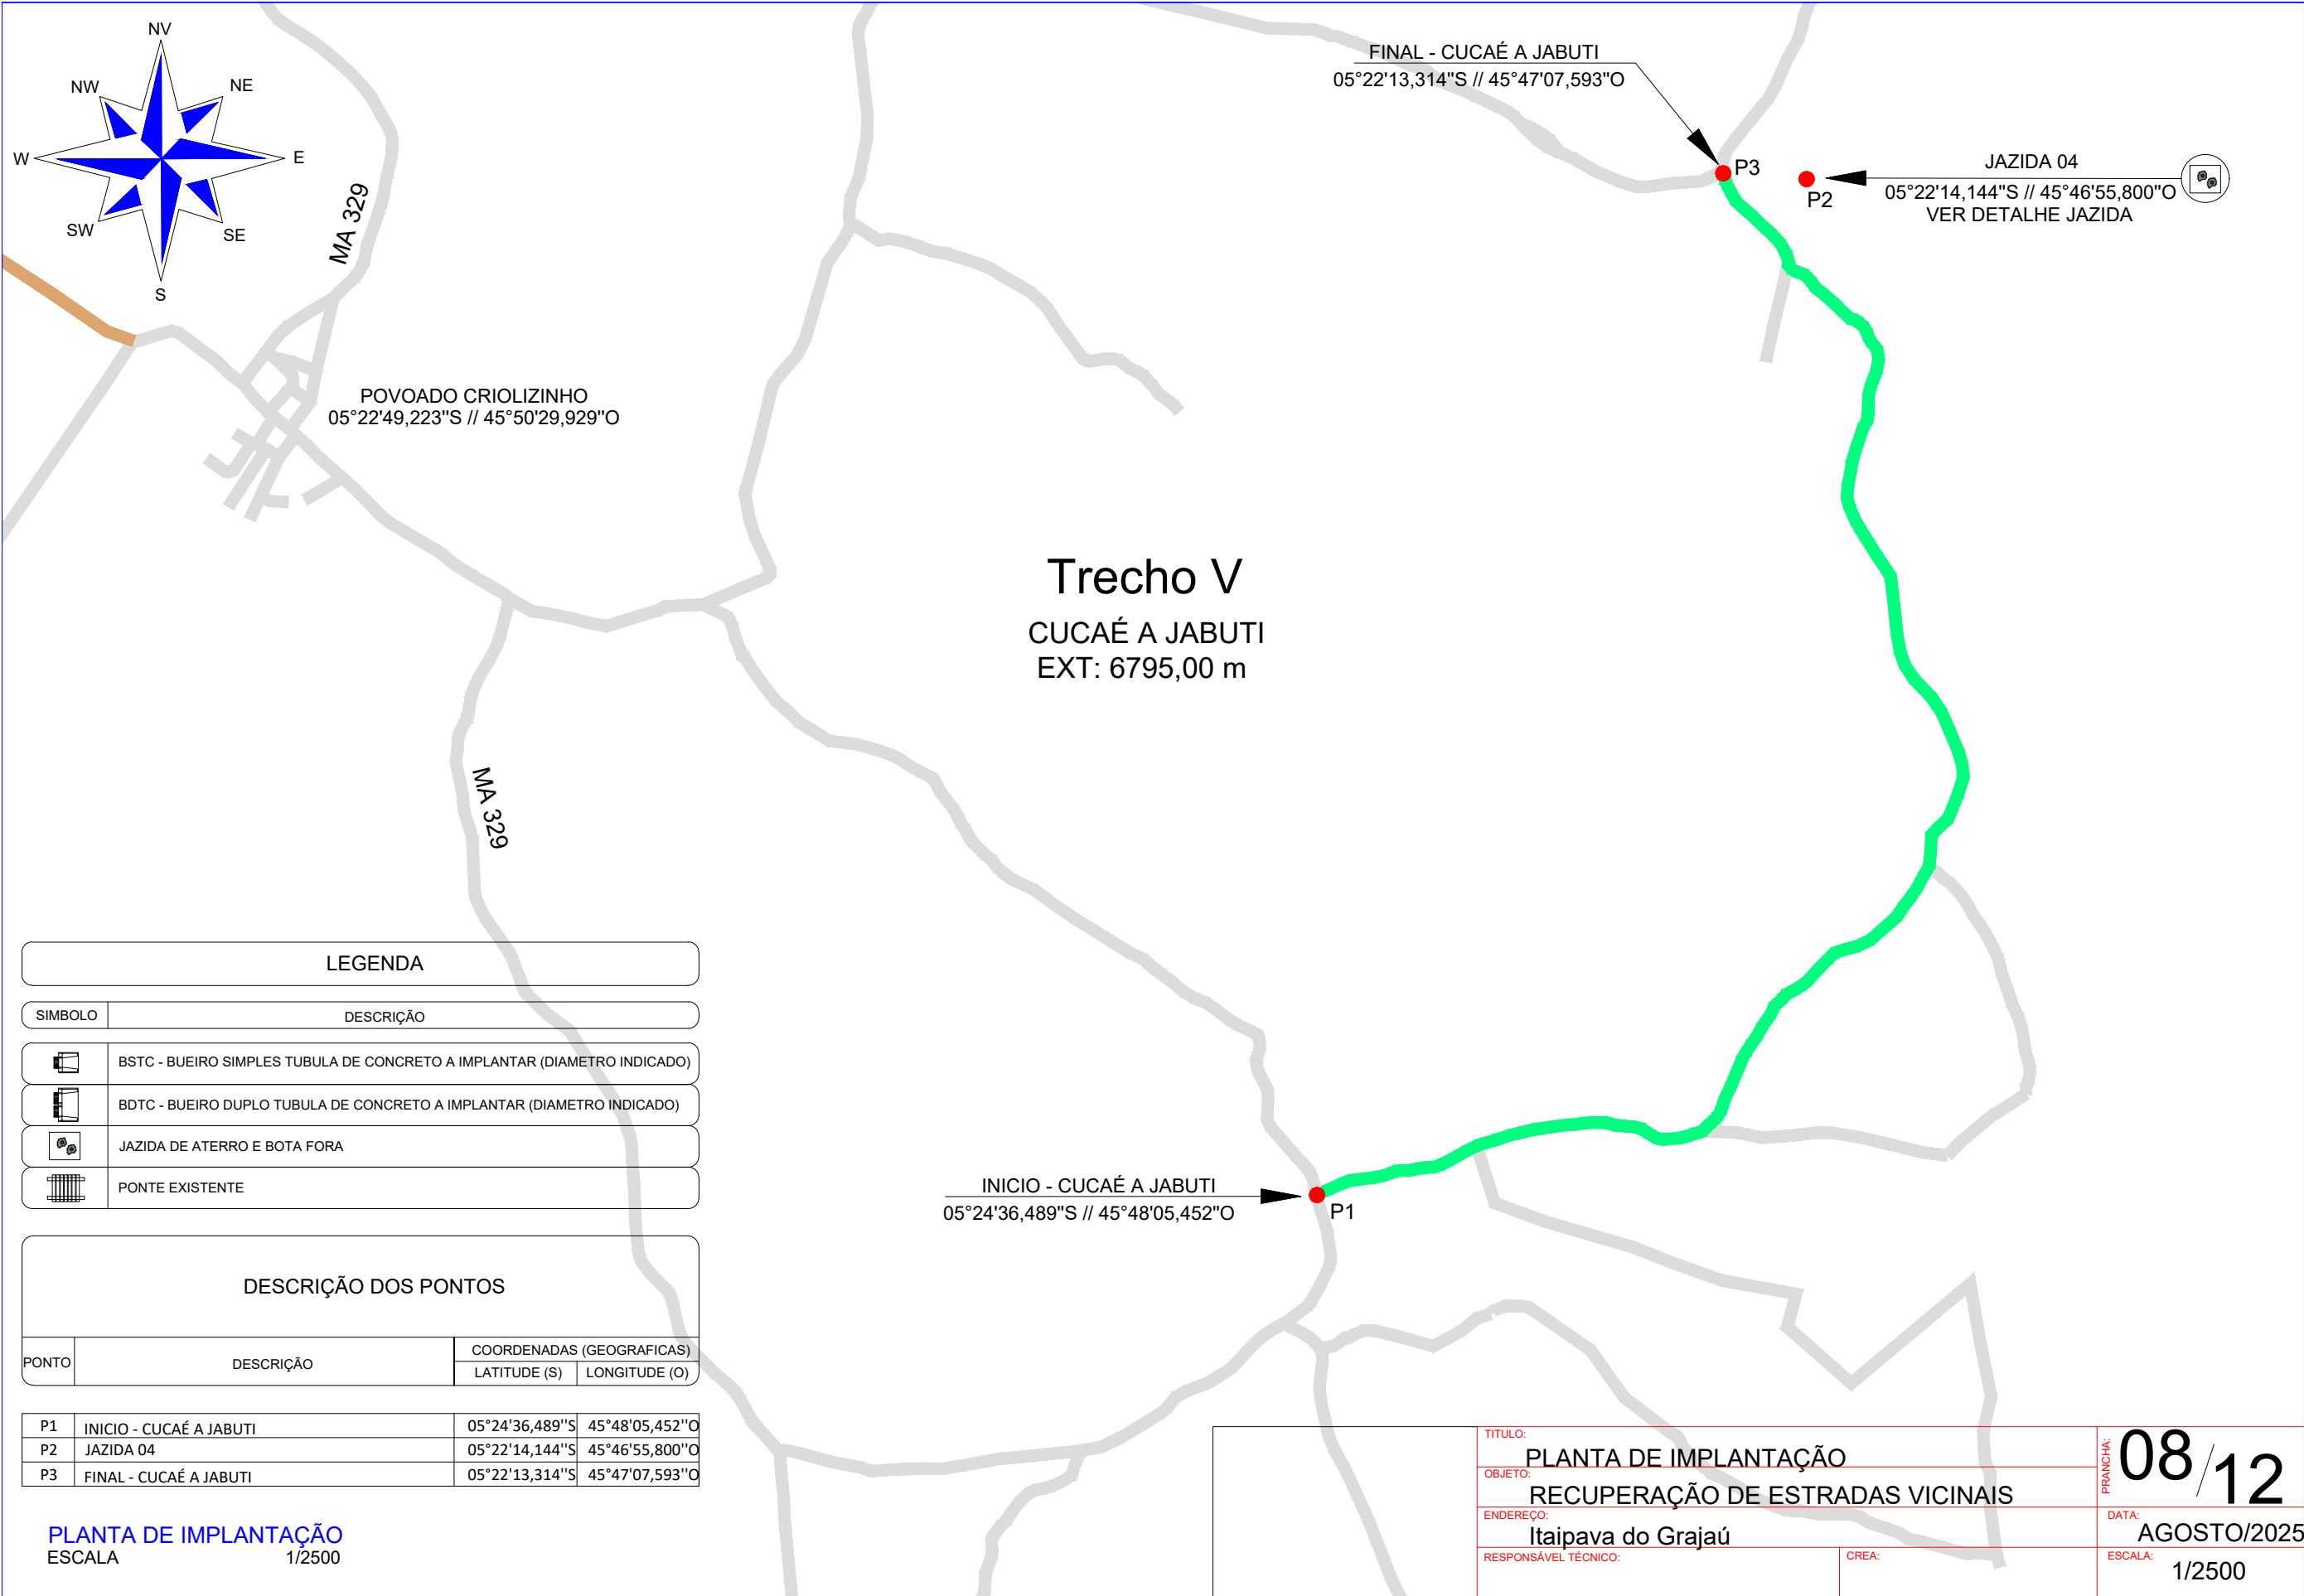 NV
NW
NE
W
E
SW
SE
S
MA 329
FINAL - CUCAÉ A JABUTI
05°22'13,314''S // 45°47'07,593''O
P3
P2
JAZIDA 04
05°22'14,144''S // 45°46'55,800''O
VER DETALHE JAZIDA
POVOADO CRIOLIZINHO
05°22'49,223''S // 45°50'29,929''O
Trecho V
CUCAÉ A JABUTI
EXT: 6795,00 m
MA 329
INICIO - CUCAÉ A JABUTI
05°24'36,489''S // 45°48'05,452''O
P1
LEGENDA
SIMBOLO DESCRIÇÃO
BSTC - BUEIRO SIMPLES TUBULA DE CONCRETO A IMPLANTAR (DIAMETRO INDICADO)
BDTC - BUEIRO DUPLO TUBULA DE CONCRETO A IMPLANTAR (DIAMETRO INDICADO)
JAZIDA DE ATERRO E BOTA FORA
PONTE EXISTENTE
DESCRIÇÃO DOS PONTOS
PONTO DESCRIÇÃO COORDENADAS (GEOGRAFICAS)
LATITUDE (S) LONGITUDE (O)
P1 INICIO - CUCAÉ A JABUTI 05°24'36,489''S 45°48'05,452''O
P2 JAZIDA 04 05°22'14,144''S 45°46'55,800''O
P3 FINAL - CUCAÉ A JABUTI 05°22'13,314''S 45°47'07,593''O
PLANTA DE IMPLANTAÇÃO
ESCALA 1/2500
TITULO:
PLANTA DE IMPLANTAÇÃO
OBJETO:
RECUPERAÇÃO DE ESTRADAS VICINAIS
ENDEREÇO:
Itaipava do Grajaú
RESPONSÁVEL TÉCNICO:
CREA:
PRANCHA:
08/12
DATA:
AGOSTO/2025
ESCALA:
1/2500